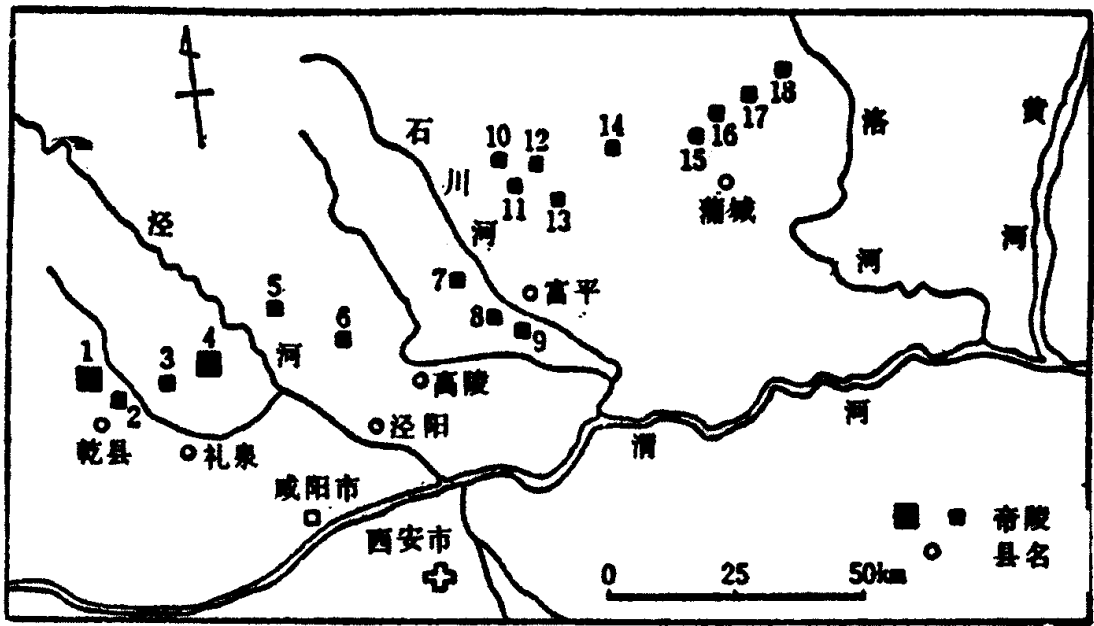 石
川
河
泾
河
洛
河
黄
河
渭
河
1
2
3
4
5
6
7
8
9
10
11
12
13
14
15
16
17
18
乾县
礼泉
泾阳
高陵
富平
蒲城
咸阳市
西安市
帝陵
县名
0 25 50km